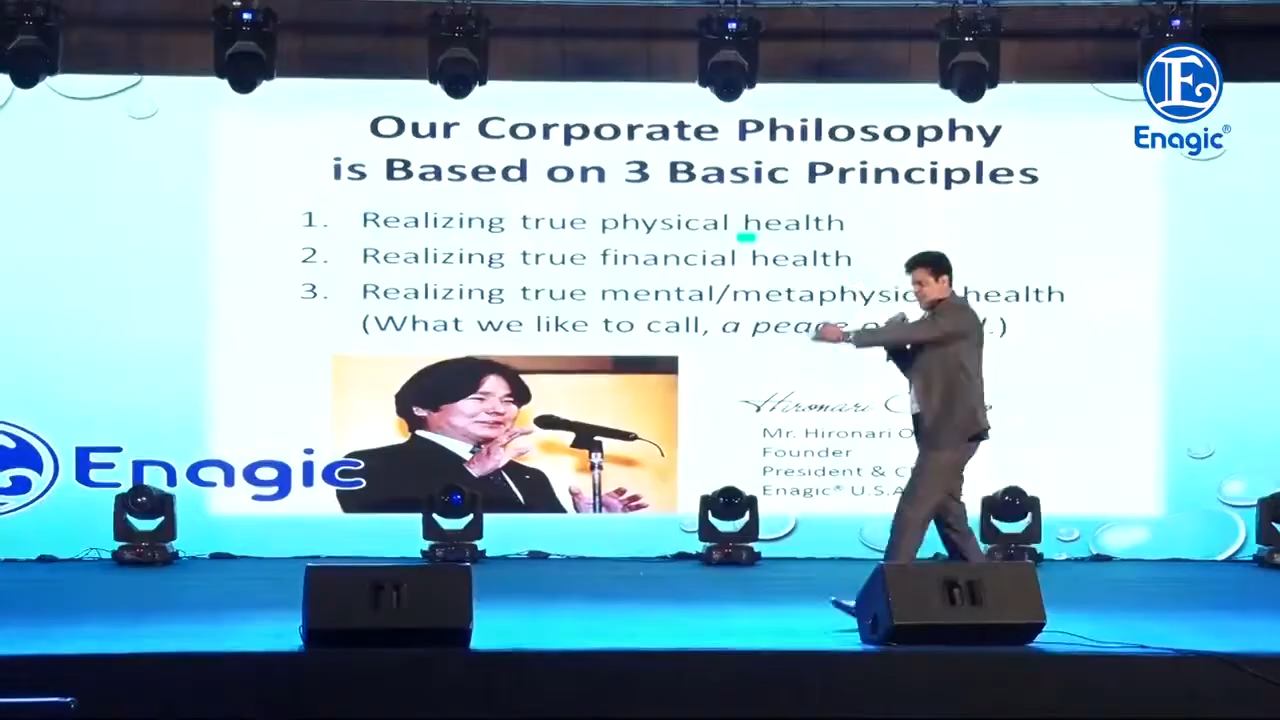 Enagic®
Our Corporate Philosophy
is Based on 3 Basic Principles
1. Realizing true physical health
2. Realizing true financial health
3. Realizing true mental/metaphysic health
(What we like to call, a peace .)
Hironari
Mr. Hironari O
Founder
President & C
Enagic® U.S.A
Enagic